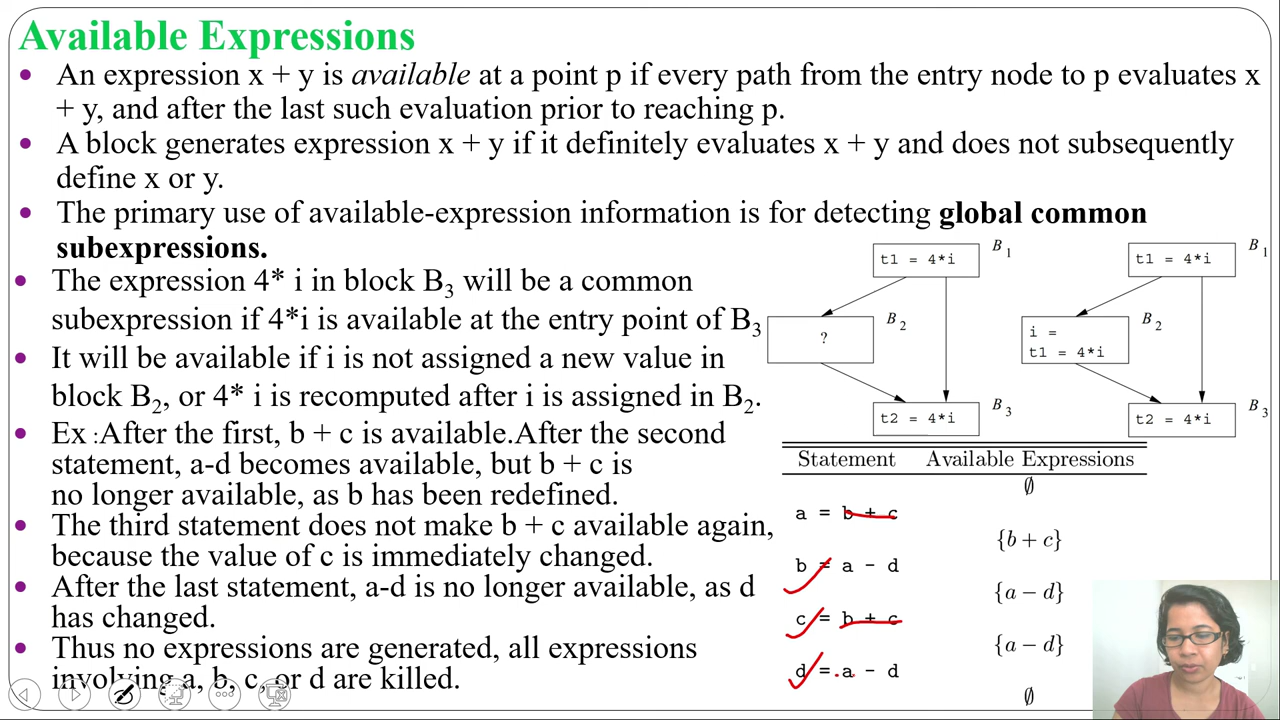 Available Expressions
• An expression x + y is available at a point p if every path from the entry node to p evaluates x
+ y, and after the last such evaluation prior to reaching p.
• A block generates expression x + y if it definitely evaluates x + y and does not subsequently
define x or y.
• The primary use of available-expression information is for detecting global common
subexpressions.
• The expression 4* i in block B3 will be a common
subexpression if 4*i is available at the entry point of B3
• It will be available if i is not assigned a new value in
block B2, or 4* i is recomputed after i is assigned in B2.
• Ex :After the first, b + c is available.After the second
statement, a-d becomes available, but b + c is
no longer available, as b has been redefined.
• The third statement does not make b + c available again,
because the value of c is immediately changed.
• After the last statement, a-d is no longer available, as d
has changed.
• Thus no expressions are generated, all expressions
involving a, b, c, or d are killed.
t1 = 4*i B1
? B2
t2 = 4*i B3
t1 = 4*i B1
i =
t1 = 4*i B2
t2 = 4*i B3
Statement Available Expressions
∅
a = b + c
{b + c}
b = a - d
{a − d}
c = b + c
{a − d}
d = a - d
∅